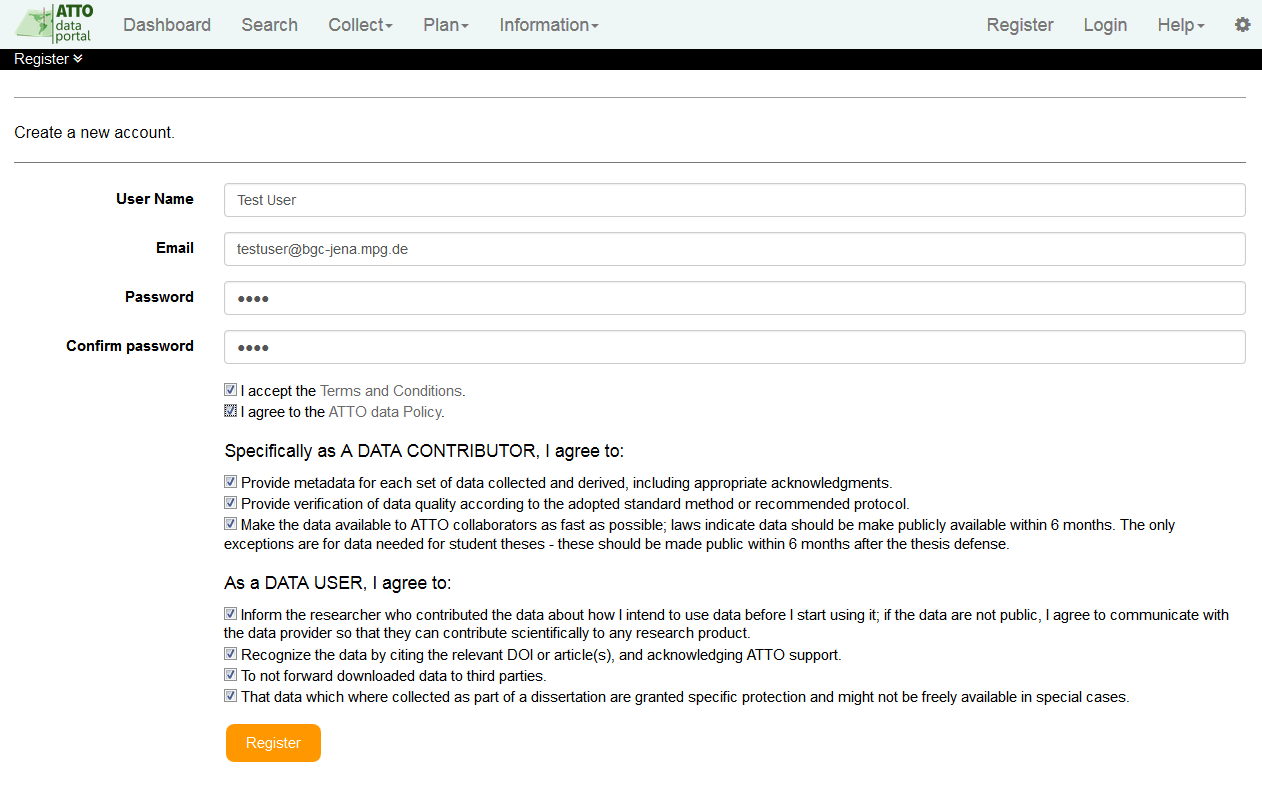 ATTO
data
portal
Dashboard Search Collect Plan Information Register Login Help
Register
Create a new account.
User Name Test User
Email testuser@bgc-jena.mpg.de
Password ••••
Confirm password ••••
I accept the Terms and Conditions.
I agree to the ATTO data Policy.
Specifically as A DATA CONTRIBUTOR, I agree to:
Provide metadata for each set of data collected and derived, including appropriate acknowledgments.
Provide verification of data quality according to the adopted standard method or recommended protocol.
Make the data available to ATTO collaborators as fast as possible; laws indicate data should be make publicly available within 6 months. The only
exceptions are for data needed for student theses - these should be made public within 6 months after the thesis defense.
As a DATA USER, I agree to:
Inform the researcher who contributed the data about how I intend to use data before I start using it; if the data are not public, I agree to communicate with
the data provider so that they can contribute scientifically to any research product.
Recognize the data by citing the relevant DOI or article(s), and acknowledging ATTO support.
To not forward downloaded data to third parties.
That data which where collected as part of a dissertation are granted specific protection and might not be freely available in special cases.
Register